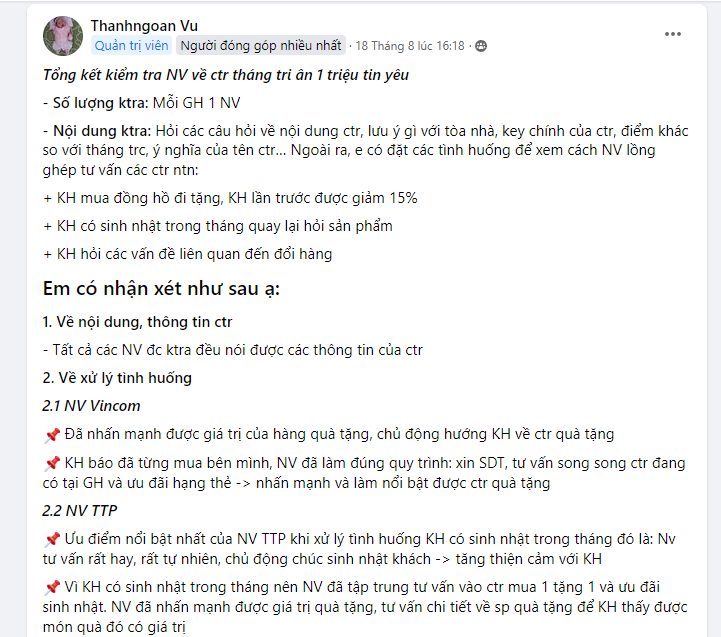 Thanhngoan Vu
Quản trị viên Người đóng góp nhiều nhất · 18 Tháng 8 lúc 16:18 ·
Tổng kết kiểm tra NV về ctr tháng tri ân 1 triệu tin yêu
- Số lượng ktra: Mỗi GH 1 NV
- Nội dung ktra: Hỏi các câu hỏi về nội dung ctr, lưu ý gì với tòa nhà, key chính của ctr, điểm khác
so với tháng trc, ý nghĩa của tên ctr... Ngoài ra, e có đặt các tình huống để xem cách NV lồng
ghép tư vấn các ctr ntn:
+ KH mua đồng hồ đi tặng, KH lần trước được giảm 15%
+ KH có sinh nhật trong tháng quay lại hỏi sản phẩm
+ KH hỏi các vấn đề liên quan đến đổi hàng
Em có nhận xét như sau ạ:
1. Về nội dung, thông tin ctr
- Tất cả các NV đc ktra đều nói được các thông tin của ctr
2. Về xử lý tình huống
2.1 NV Vincom
📌 Đã nhấn mạnh được giá trị của hàng quà tặng, chủ động hướng KH về ctr quà tặng
📌 KH báo đã từng mua bên mình, NV đã làm đúng quy trình: xin SDT, tư vấn song song ctr đang
có tại GH và ưu đãi hạng thẻ -> nhấn mạnh và làm nổi bật được ctr quà tặng
2.2 NV TTP
📌 Ưu điểm nổi bật nhất của NV TTP khi xử lý tình huống KH có sinh nhật trong tháng đó là: Nv
tư vấn rất hay, rất tự nhiên, chủ động chúc sinh nhật khách -> tăng thiện cảm với KH
📌 Vì KH có sinh nhật trong tháng nên NV đã tập trung tư vấn vào ctr mua 1 tặng 1 và ưu đãi
sinh nhật. NV đã nhấn mạnh được giá trị quà tặng, tư vấn chi tiết về sp quà tặng để KH thấy được
món quà đó có giá trị